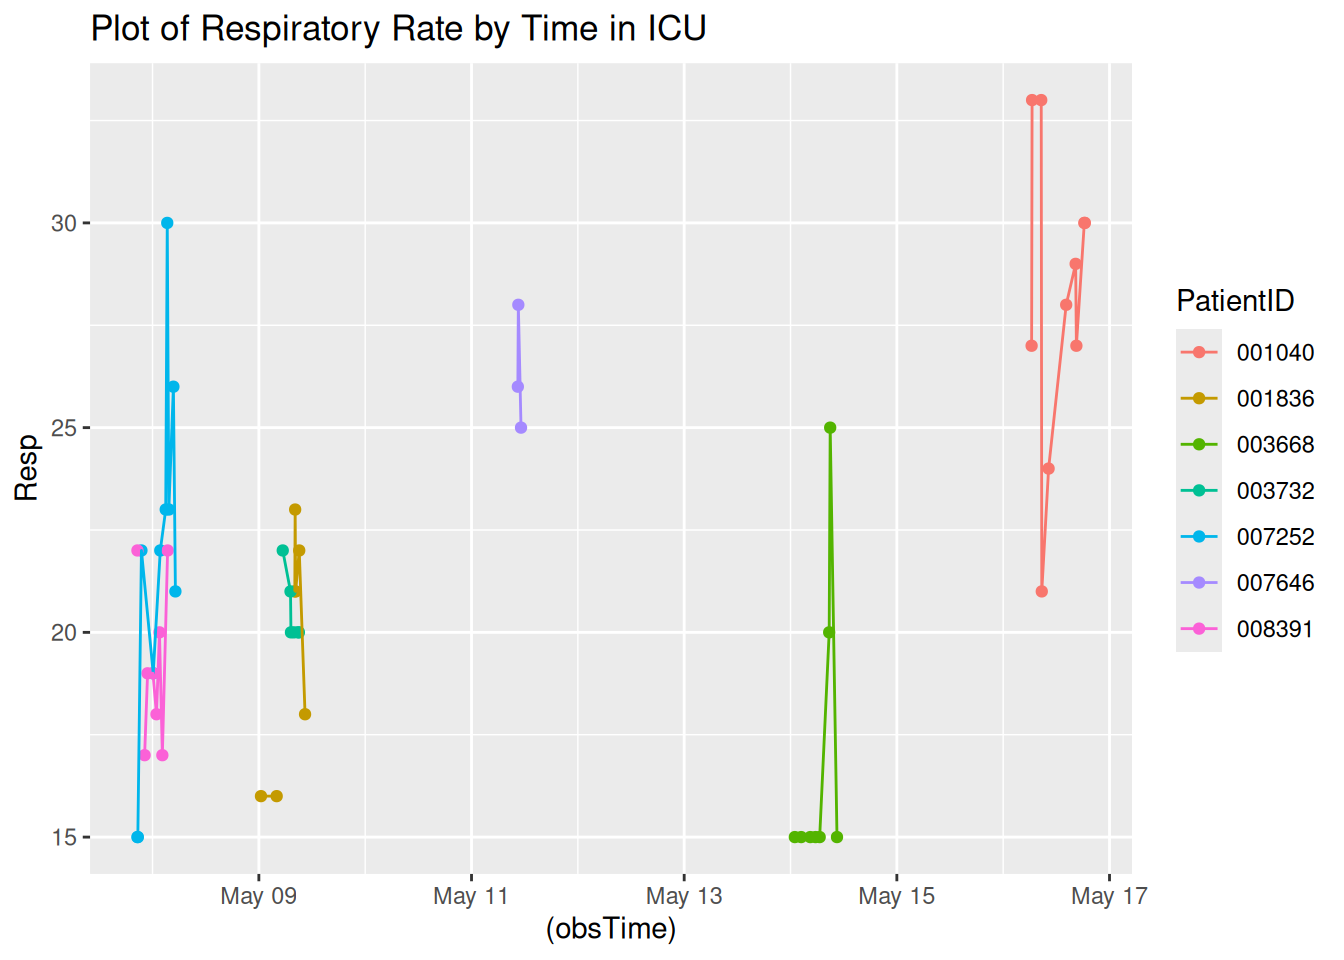 Plot of Respiratory Rate by Time in ICU
Resp
30
25
20
15
May 09
May 11
May 13
May 15
May 17
(obsTime)
PatientID
001040
001836
003668
003732
007252
007646
008391